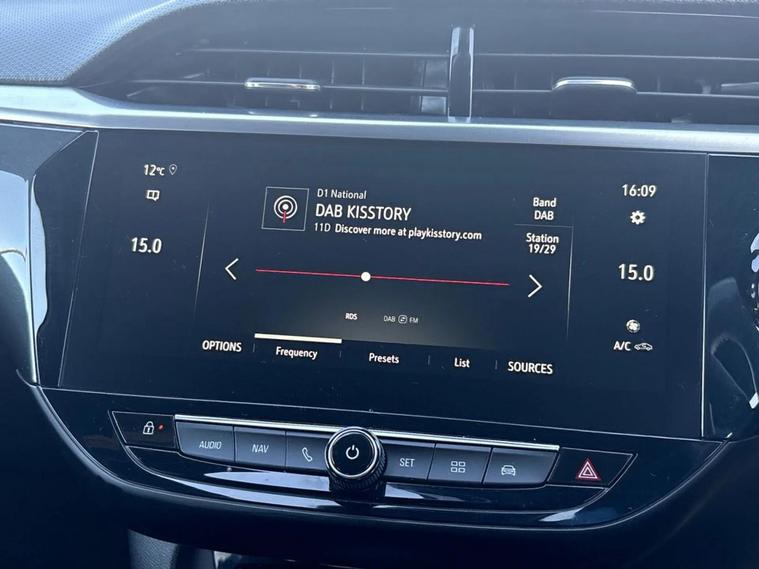 12°C
15.0
D1 National
DAB KISSTORY
11D Discover more at playkisstory.com
Band
DAB
Station
19/29
16:09
15.0
RDS
DAB FM
A/C
OPTIONS
Frequency
Presets
List
SOURCES
AUDIO
NAV
SET